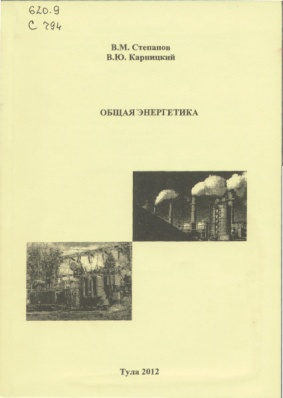 620.9
С 794
В.М. Степанов
В.Ю. Карницкий
ОБЩАЯ ЭНЕРГЕТИКА
Тула 2012